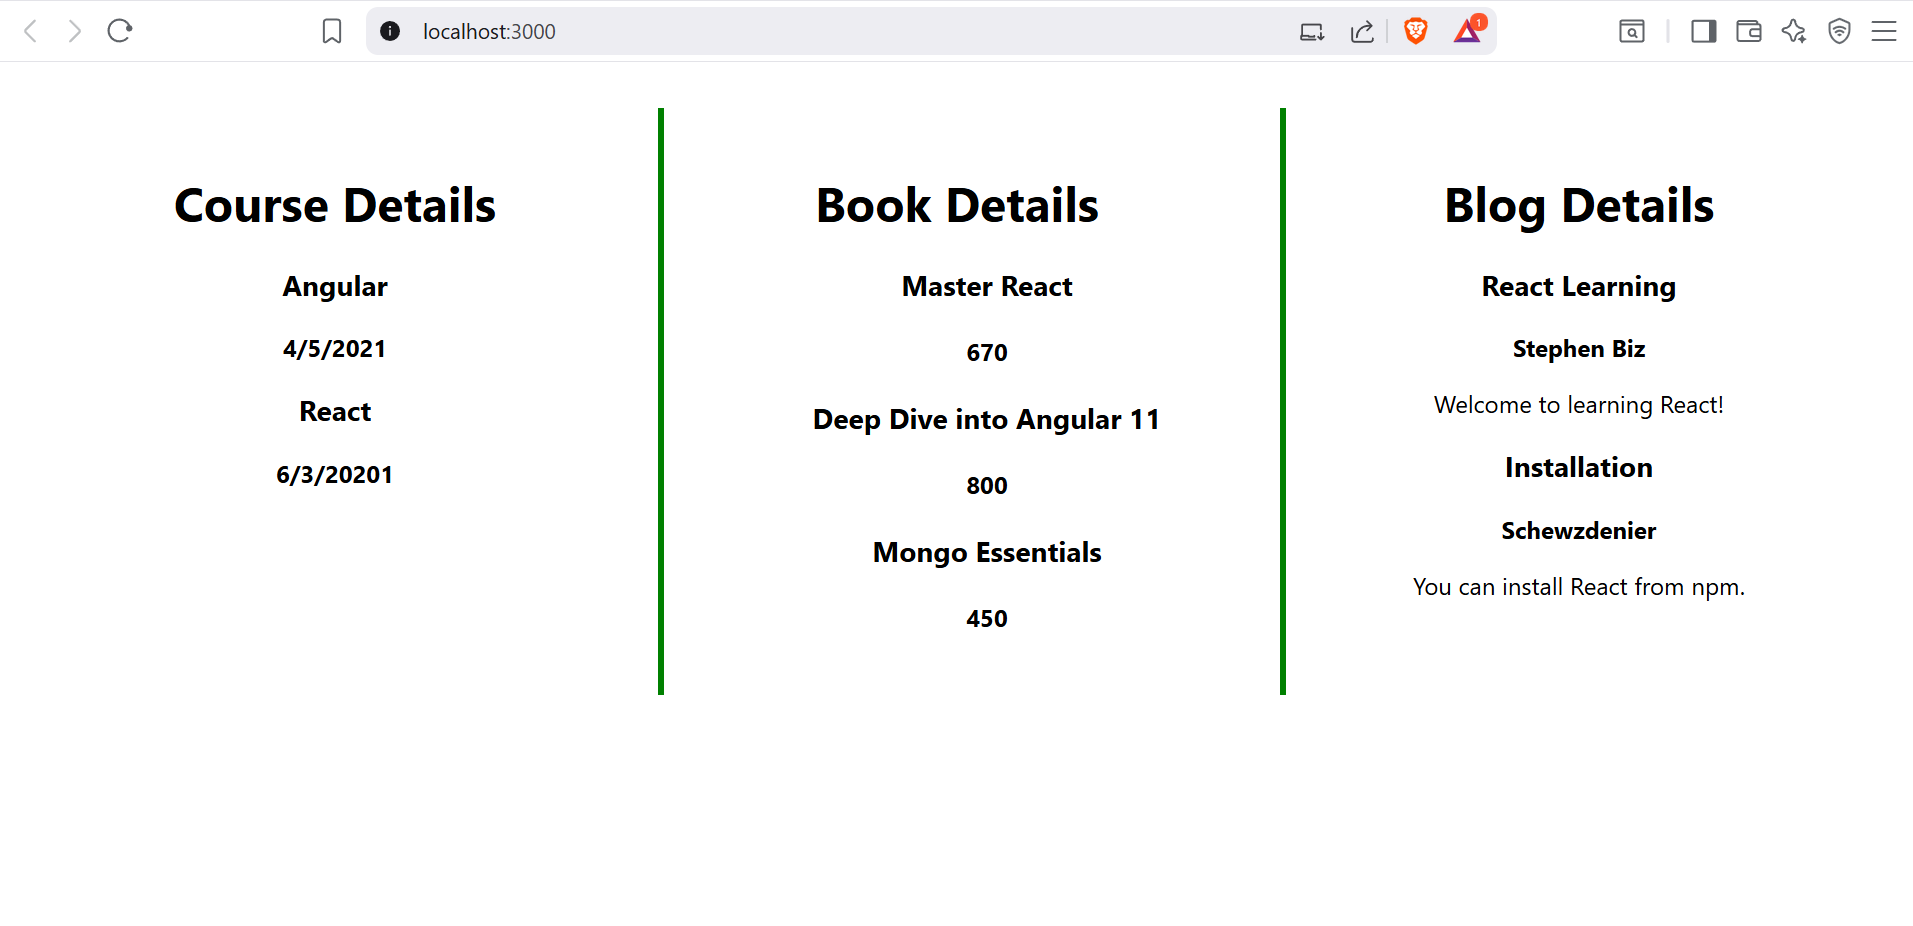 localhost:3000
1
Course Details
Angular
4/5/2021
React
6/3/20201
Book Details
Master React
670
Deep Dive into Angular 11
800
Mongo Essentials
450
Blog Details
React Learning
Stephen Biz
Welcome to learning React!
Installation
Schewzdenier
You can install React from npm.